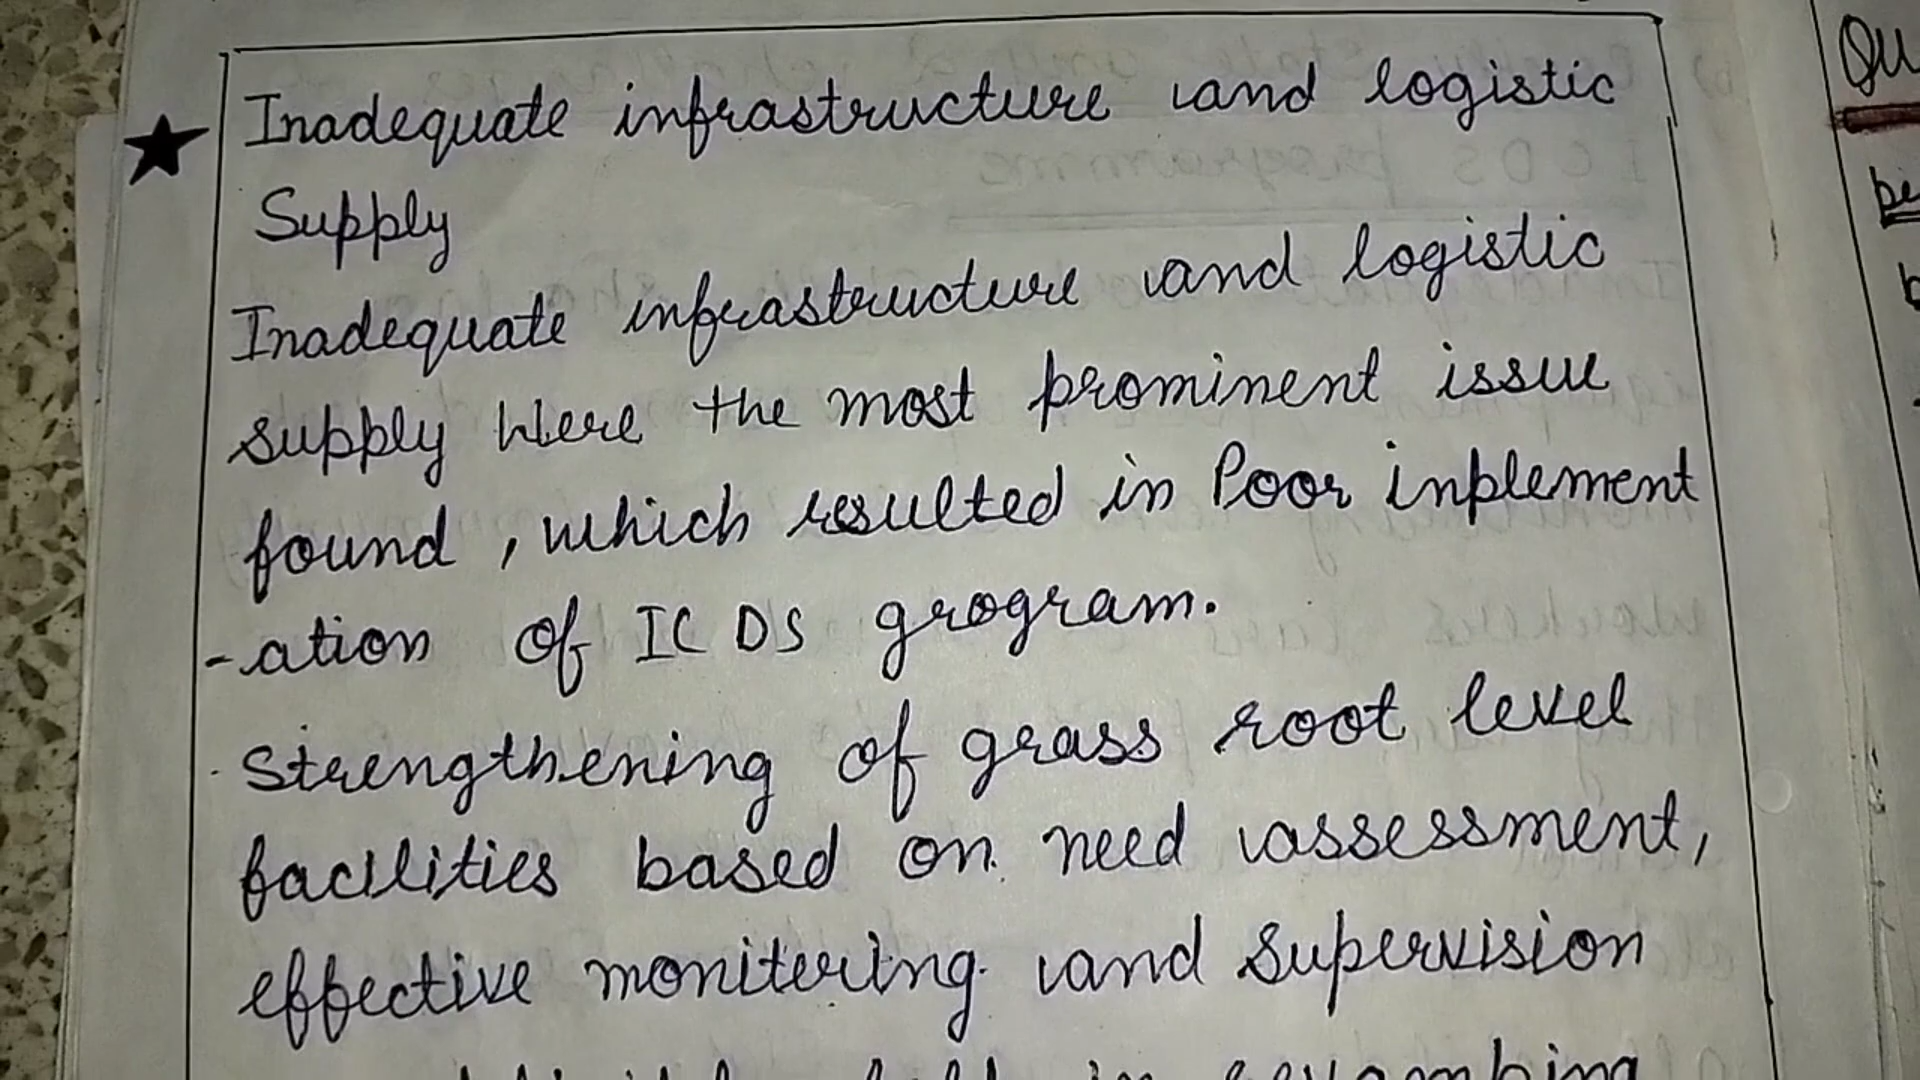 Inadequate infrastructure and logistic
Supply
Inadequate infrastructure and logistic
supply were the most prominent issue
found, which resulted in Poor inplement
-ation of ICDS grogram.
Strengthening of grass root level
facilities based on need assessment,
effective monitering and Supervision
in
Qu